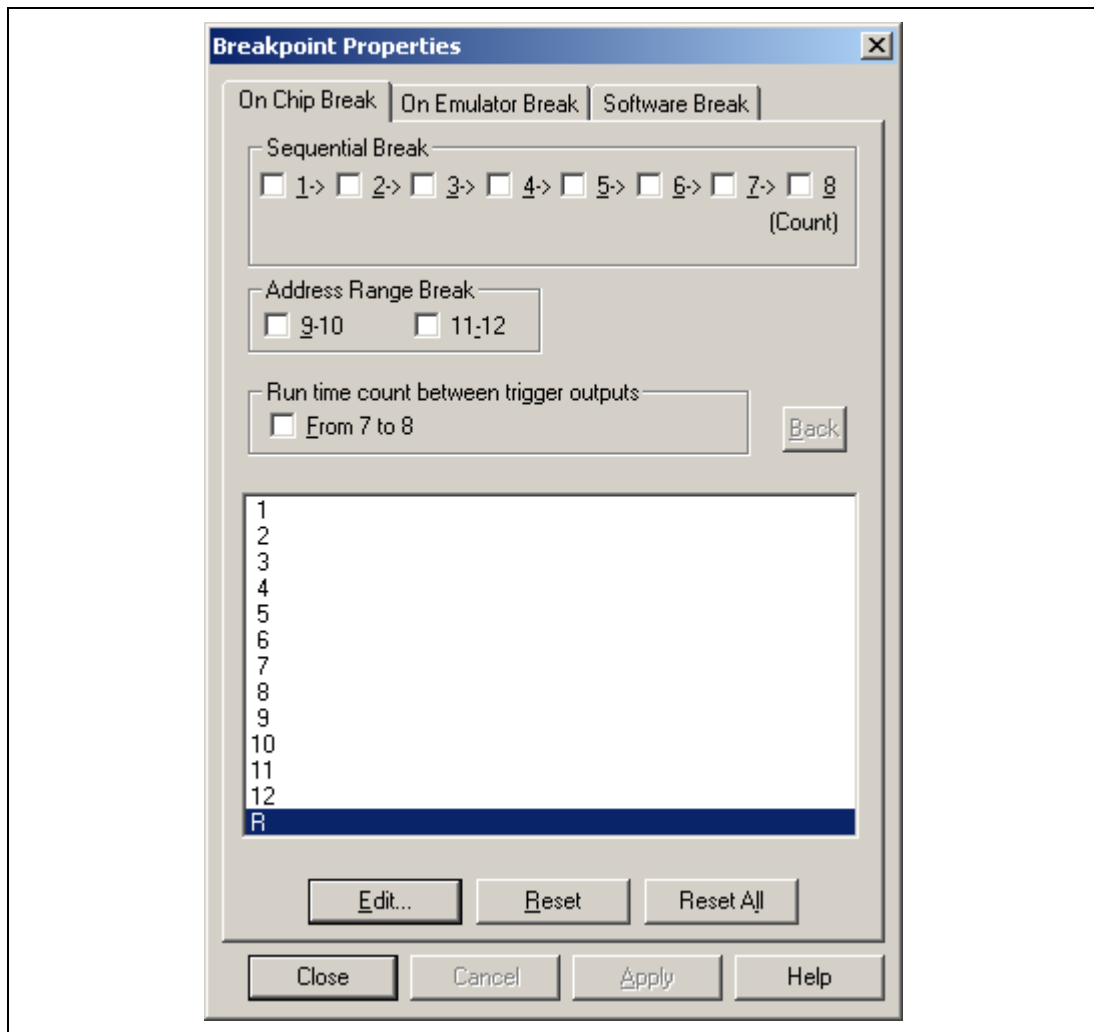 Breakpoint Properties
On Chip Break On Emulator Break Software Break
Sequential Break
1-> 2-> 3-> 4-> 5-> 6-> 7-> 8
(Count)
Address Range Break
9-10 11-12
Run time count between trigger outputs
From 7 to 8
Back
1
2
3
4
5
6
7
8
9
10
11
12
R
Edit... Reset Reset All
Close Cancel Apply Help